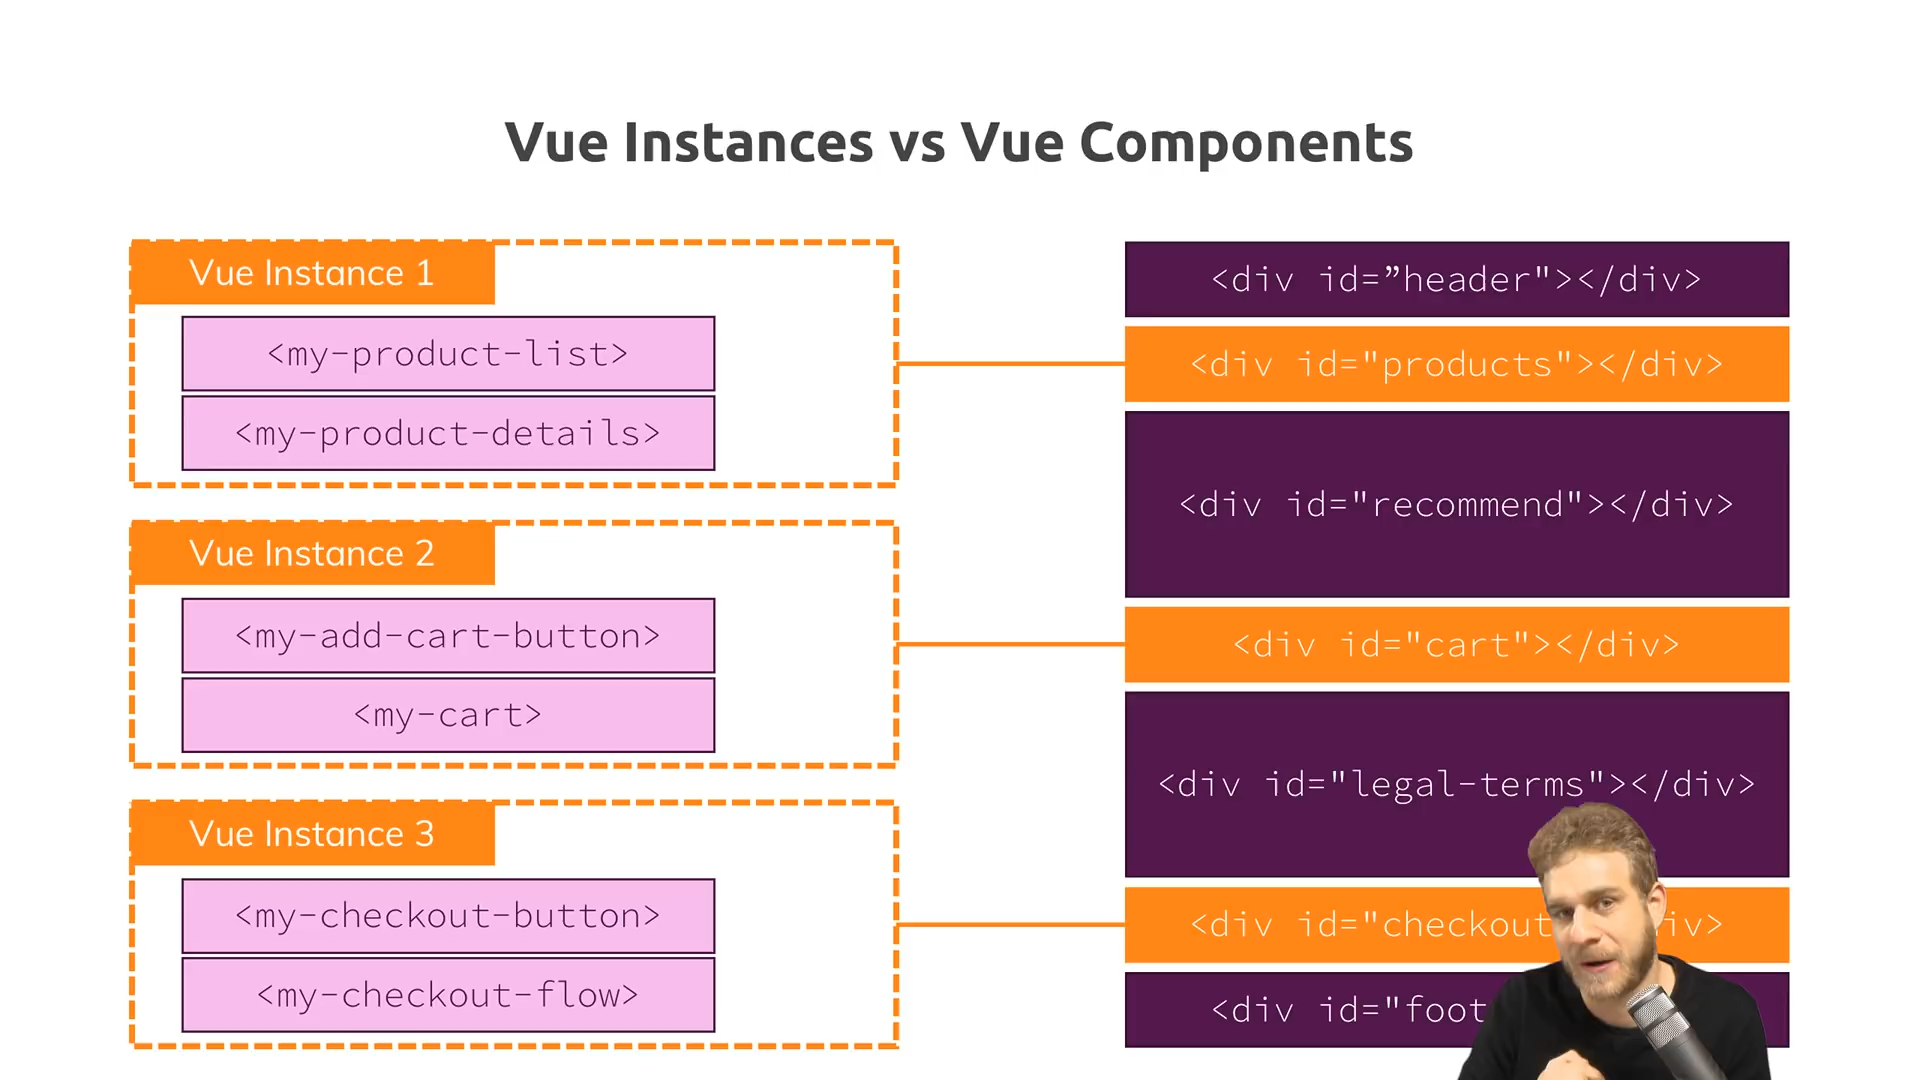 Vue Instances vs Vue Components
Vue Instance 1
<my-product-list>
<my-product-details>
Vue Instance 2
<my-add-cart-button>
<my-cart>
Vue Instance 3
<my-checkout-button>
<my-checkout-flow>
<div id=”header"></div>
<div id="products"></div>
<div id="recommend"></div>
<div id="cart"></div>
<div id="legal-terms"></div>
<div id="checkout iv>
<div id="foot